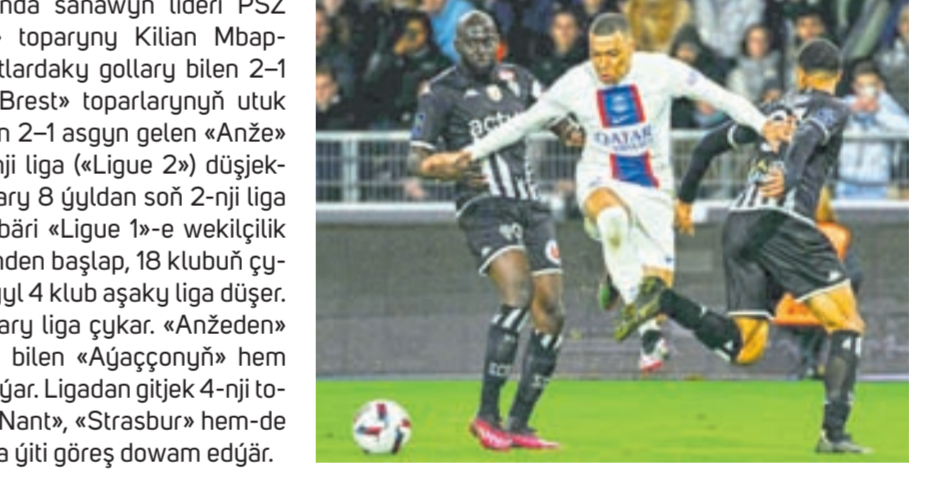 nda sanawyň lideri PSŽ
toparyny Kilian Mbap-
tlardaky gollary bilen 2–1
Brest» toparlarynyň utuk
n 2–1 asgyn gelen «Anže»
nji liga («Ligue 2») düşjek-
ary 8 ýyldan soň 2-nji liga
bäri «Ligue 1»-e wekilçilik
nden başlap, 18 klubuň çy-
gyl 4 klub aşaky liga düşer.
ary liga çykar. «Anžeden»
bilen «Aýaççonyň» hem
ýar. Ligadan gitjek 4-nji to-
Nant», «Strasbur» hem-de
a ýiti göreş dowam edýär.
QATAR